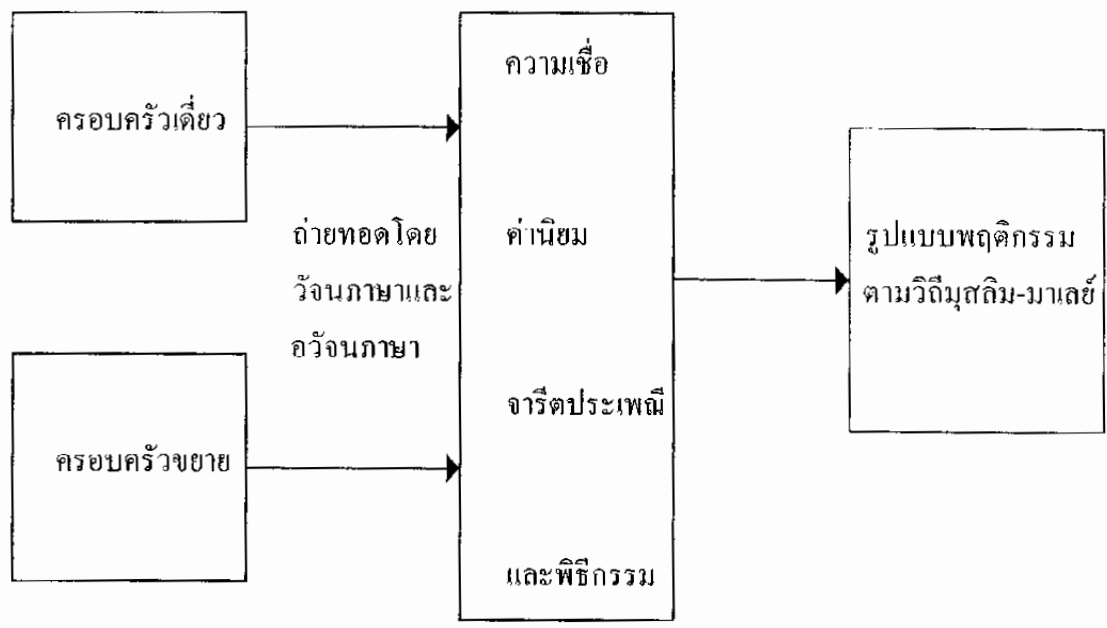 ครอบครัวเดี่ยว
ครอบครัวขยาย
ถ่ายทอดโดย
วัจนภาษาและ
อวัจนภาษา
ความเชื่อ
ค่านิยม
จารีตประเพณี
และพิธีกรรม
รูปแบบพฤติกรรม
ตามวิถีมุสลิม-มาเลย์